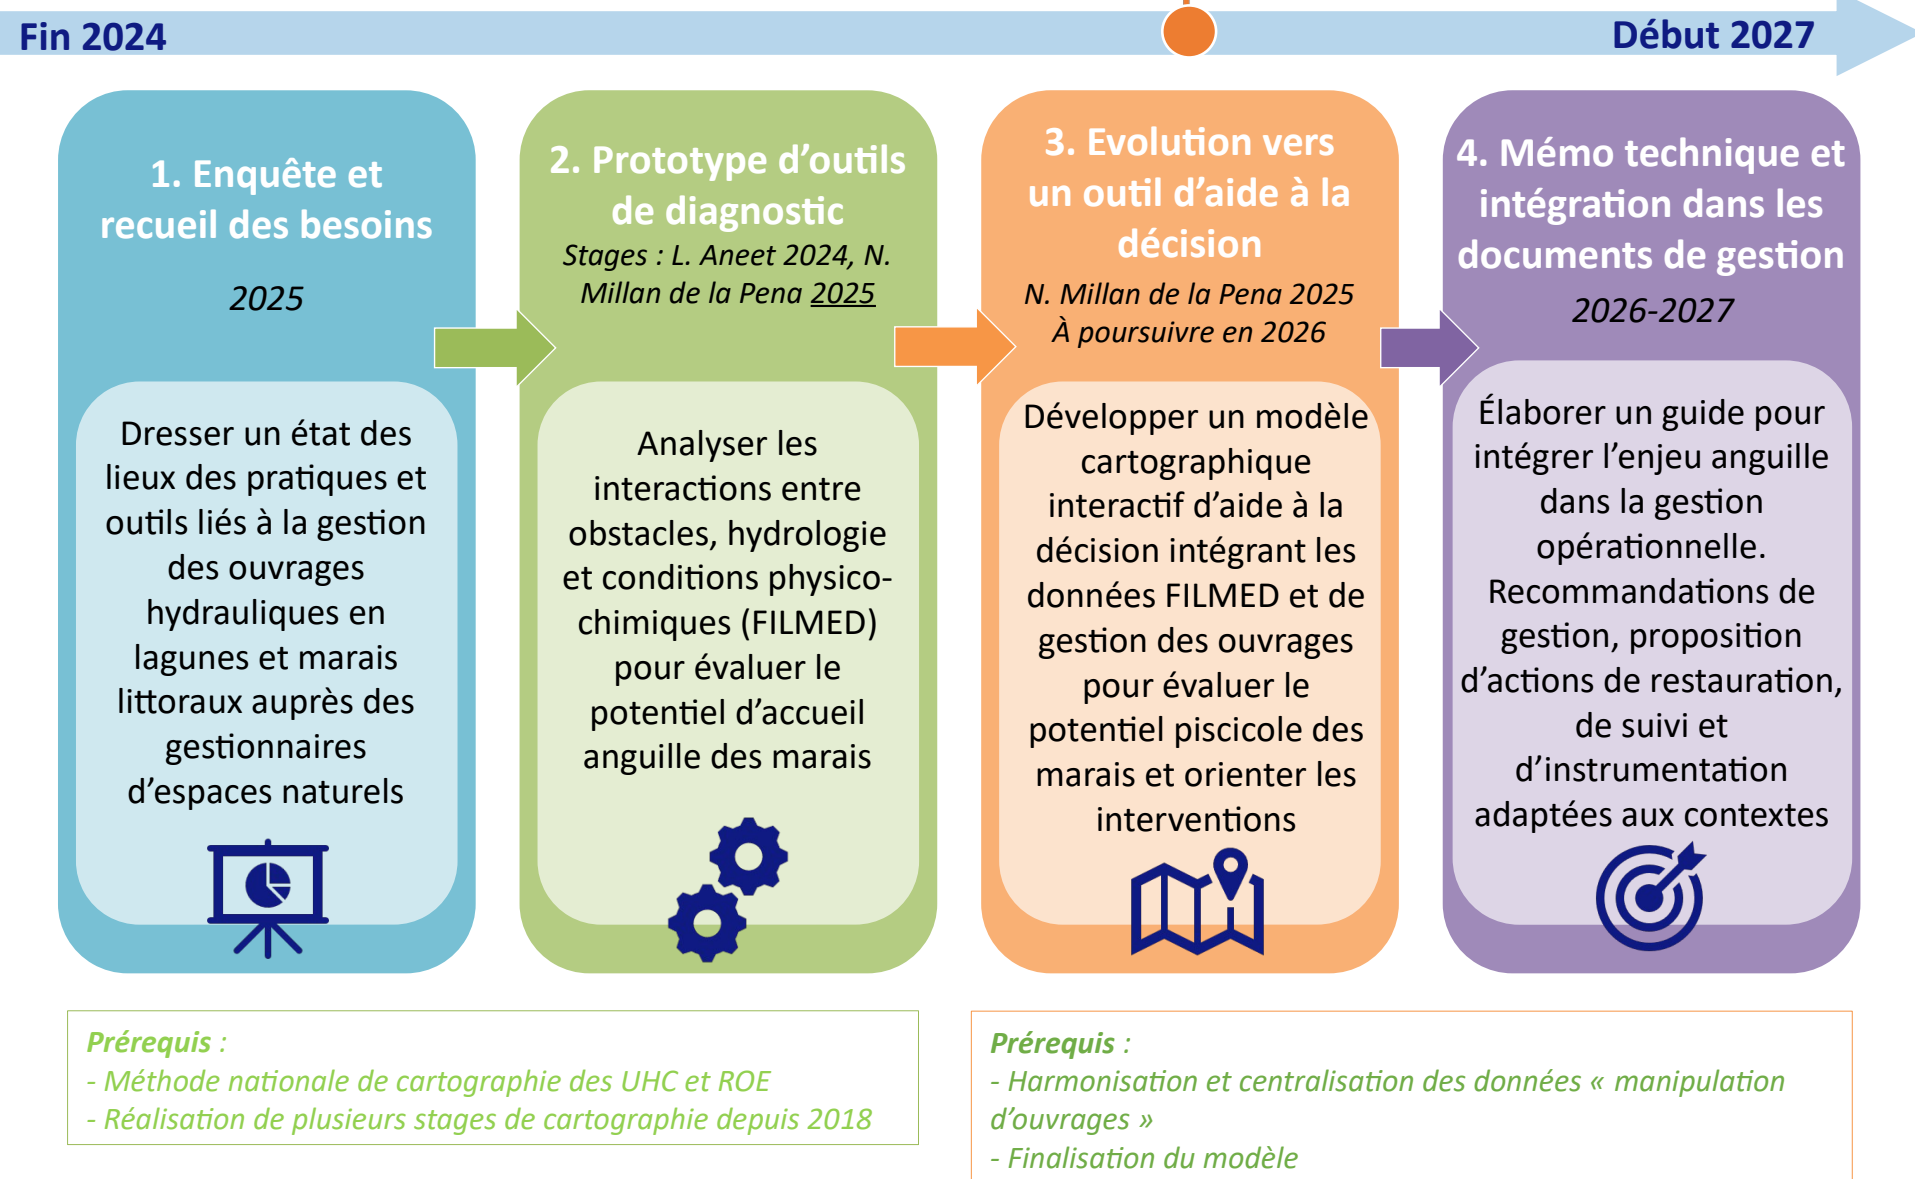 Fin 2024
Début 2027
1. Enquête et
recueil des besoins
2025
Dresser un état des
lieux des pratiques et
outils liés à la gestion
des ouvrages
hydrauliques en
lagunes et marais
littoraux auprès des
gestionnaires
d'espaces naturels
2. Prototype d'outils
de diagnostic
Stages : L. Aneet 2024, N.
Millan de la Pena 2025
Analyser les
interactions entre
obstacles, hydrologie
et conditions physico-
chimiques (FILMED)
pour évaluer le
potentiel d'accueil
anguille des marais
3. Evolution vers
un outil d'aide à la
décision
N. Millan de la Pena 2025
À poursuivre en 2026
Développer un modèle
cartographique
interactif d'aide à la
décision intégrant les
données FILMED et de
gestion des ouvrages
pour évaluer le
potentiel piscicole des
marais et orienter les
interventions
4. Mémo technique et
intégration dans les
documents de gestion
2026-2027
Élaborer un guide pour
intégrer l'enjeu anguille
dans la gestion
opérationnelle.
Recommandations de
gestion, proposition
d'actions de restauration,
de suivi et
d'instrumentation
adaptées aux contextes
Prérequis :
- Méthode nationale de cartographie des UHC et ROE
- Réalisation de plusieurs stages de cartographie depuis 2018
Prérequis :
- Harmonisation et centralisation des données « manipulation
d'ouvrages »
- Finalisation du modèle